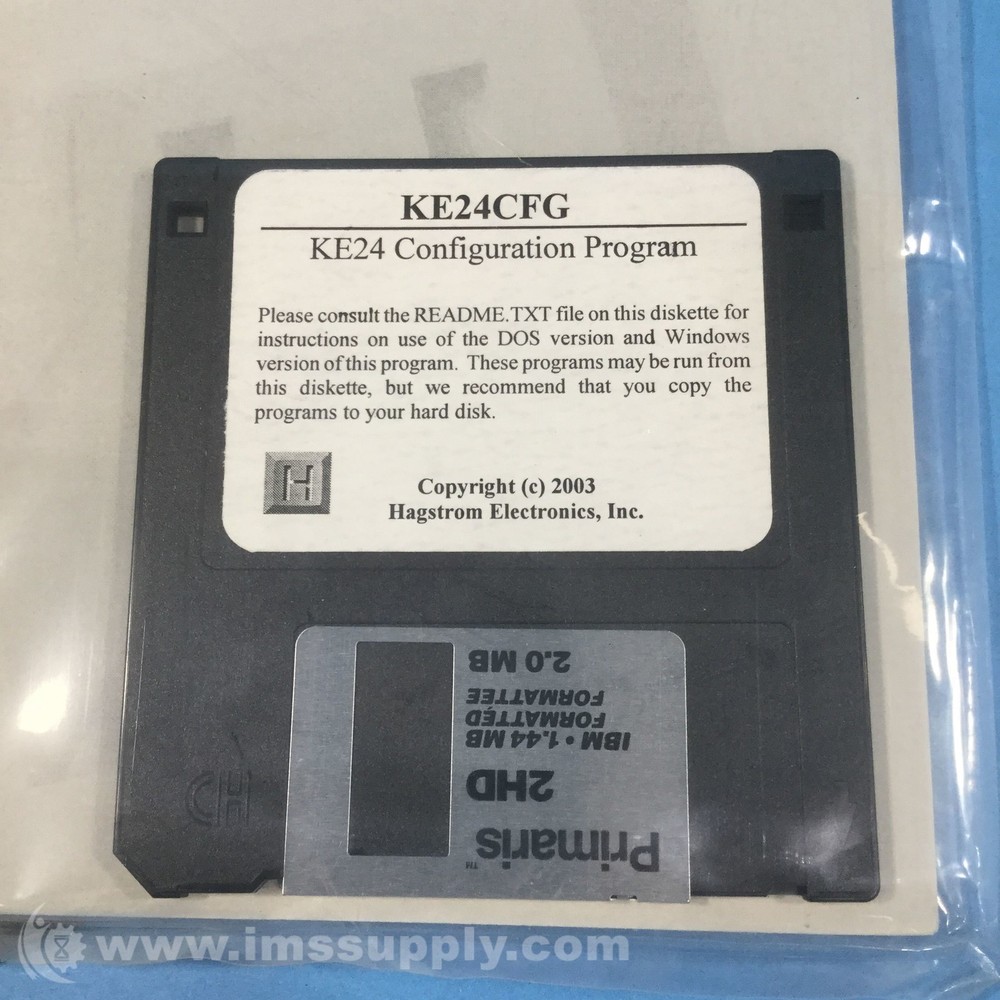 KE24CFG
KE24 Configuration Program
Please consult the README.TXT file on this diskette for
instructions on use of the DOS version and Windows
version of this program. These programs may be run from
this diskette, but we recommend that you copy the
programs to your hard disk.
H
Copyright (c) 2003
Hagstrom Electronics, Inc.
2.0 MB
FORMATTEE
FORMATTED
IBM • 1.44 MB
2HD
Primaris™
HD
www.imssupply.com